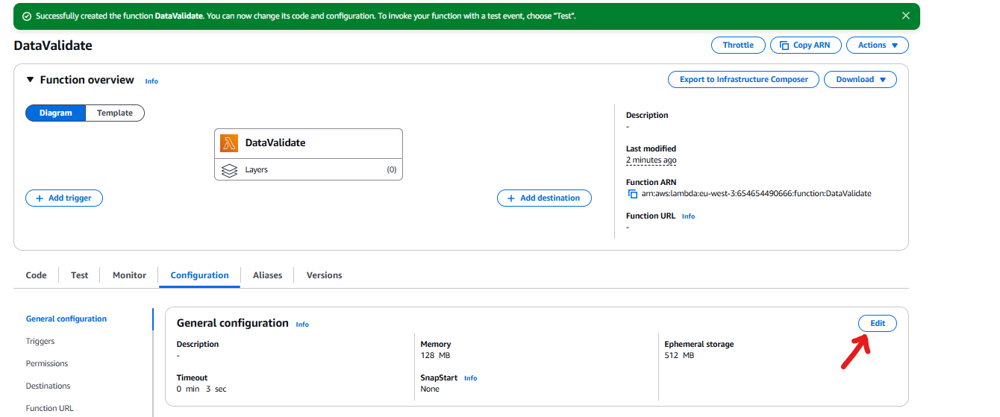 Successfully created the function DataValidate. You can now change its code and configuration. To invoke your function with a test event, choose "Test".
DataValidate
Throttle
Copy ARN
Actions
Function overview
Info
Export to Infrastructure Composer
Download
Diagram
Template
DataValidate
Layers
(0)
+ Add trigger
+ Add destination
Description
-
Last modified
2 minutes ago
Function ARN
arn:aws:lambda:eu-west-3:654654490666:function:DataValidate
Function URL
Info
-
Code
Test
Monitor
Configuration
Aliases
Versions
General configuration
Triggers
Permissions
Destinations
Function URL
General configuration
Info
Edit
Description
-
Memory
128 MB
Ephemeral storage
512 MB
Timeout
0 min 3 sec
SnapStart
Info
None